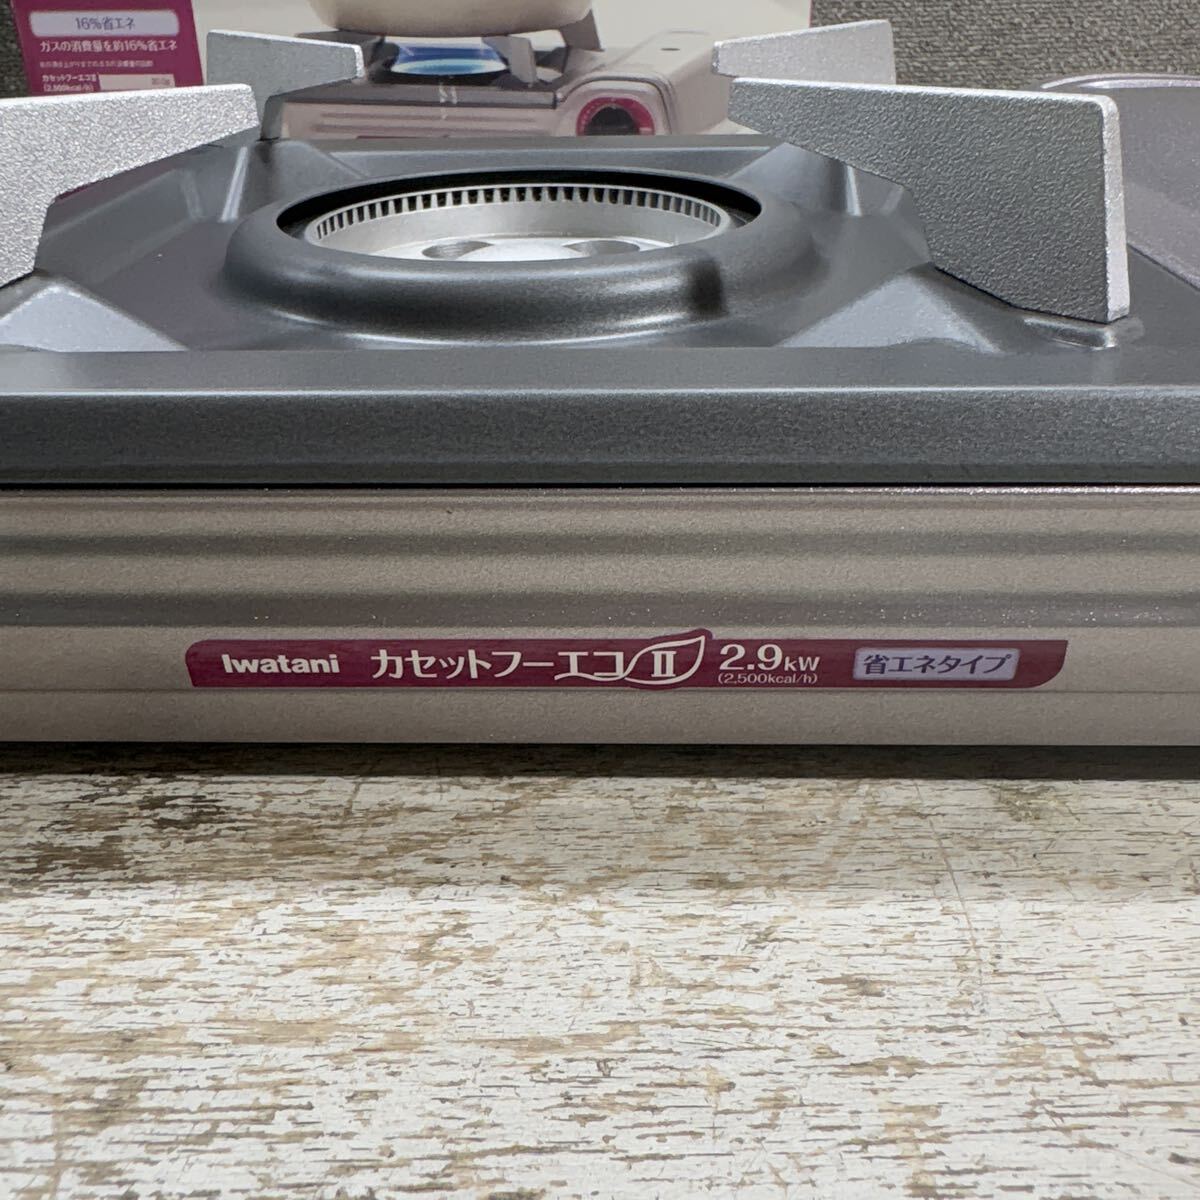 16%省エネ
ガスの消費量を約16%省エネ
カセットフーエコⅡ
(2,500kcal/h)
Iwatani カセットフーエコⅡ 2.9kW 省エネタイプ
(2,500kcal/h)